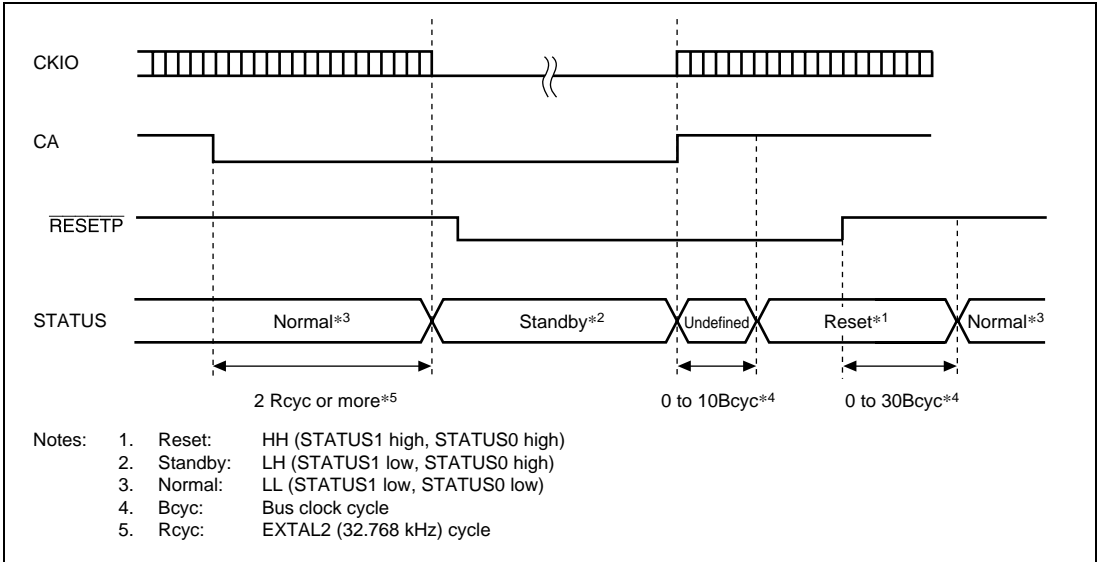 CKIO
CA
RESETP
STATUS Normal*3 Standby*2 Undefined Reset*1 Normal*3
2 Rcyc or more*5 0 to 10Bcyc*4 0 to 30Bcyc*4
Notes: 1. Reset: HH (STATUS1 high, STATUS0 high)
2. Standby: LH (STATUS1 low, STATUS0 high)
3. Normal: LL (STATUS1 low, STATUS0 low)
4. Bcyc: Bus clock cycle
5. Rcyc: EXTAL2 (32.768 kHz) cycle